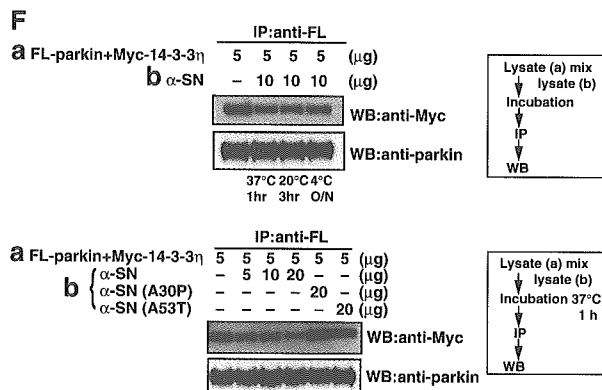 F
IP:anti-FL
a FL-parkin+Myc-14-3-3η 5 5 5 5 (μg)
b α-SN – 10 10 10 (μg)
WB:anti-Myc
WB:anti-parkin
37°C 20°C 4°C
1hr 3hr O/N
Lysate (a) mix
lysate (b)
Incubation
IP
WB
IP:anti-FL
a FL-parkin+Myc-14-3-3η 5 5 5 5 5 5 (μg)
b { α-SN – 5 10 20 – – (μg)
α-SN (A30P) – – – – 20 – (μg)
α-SN (A53T) – – – – – 20 (μg)
WB:anti-Myc
WB:anti-parkin
Lysate (a) mix
lysate (b)
Incubation 37°C
1 h
IP
WB